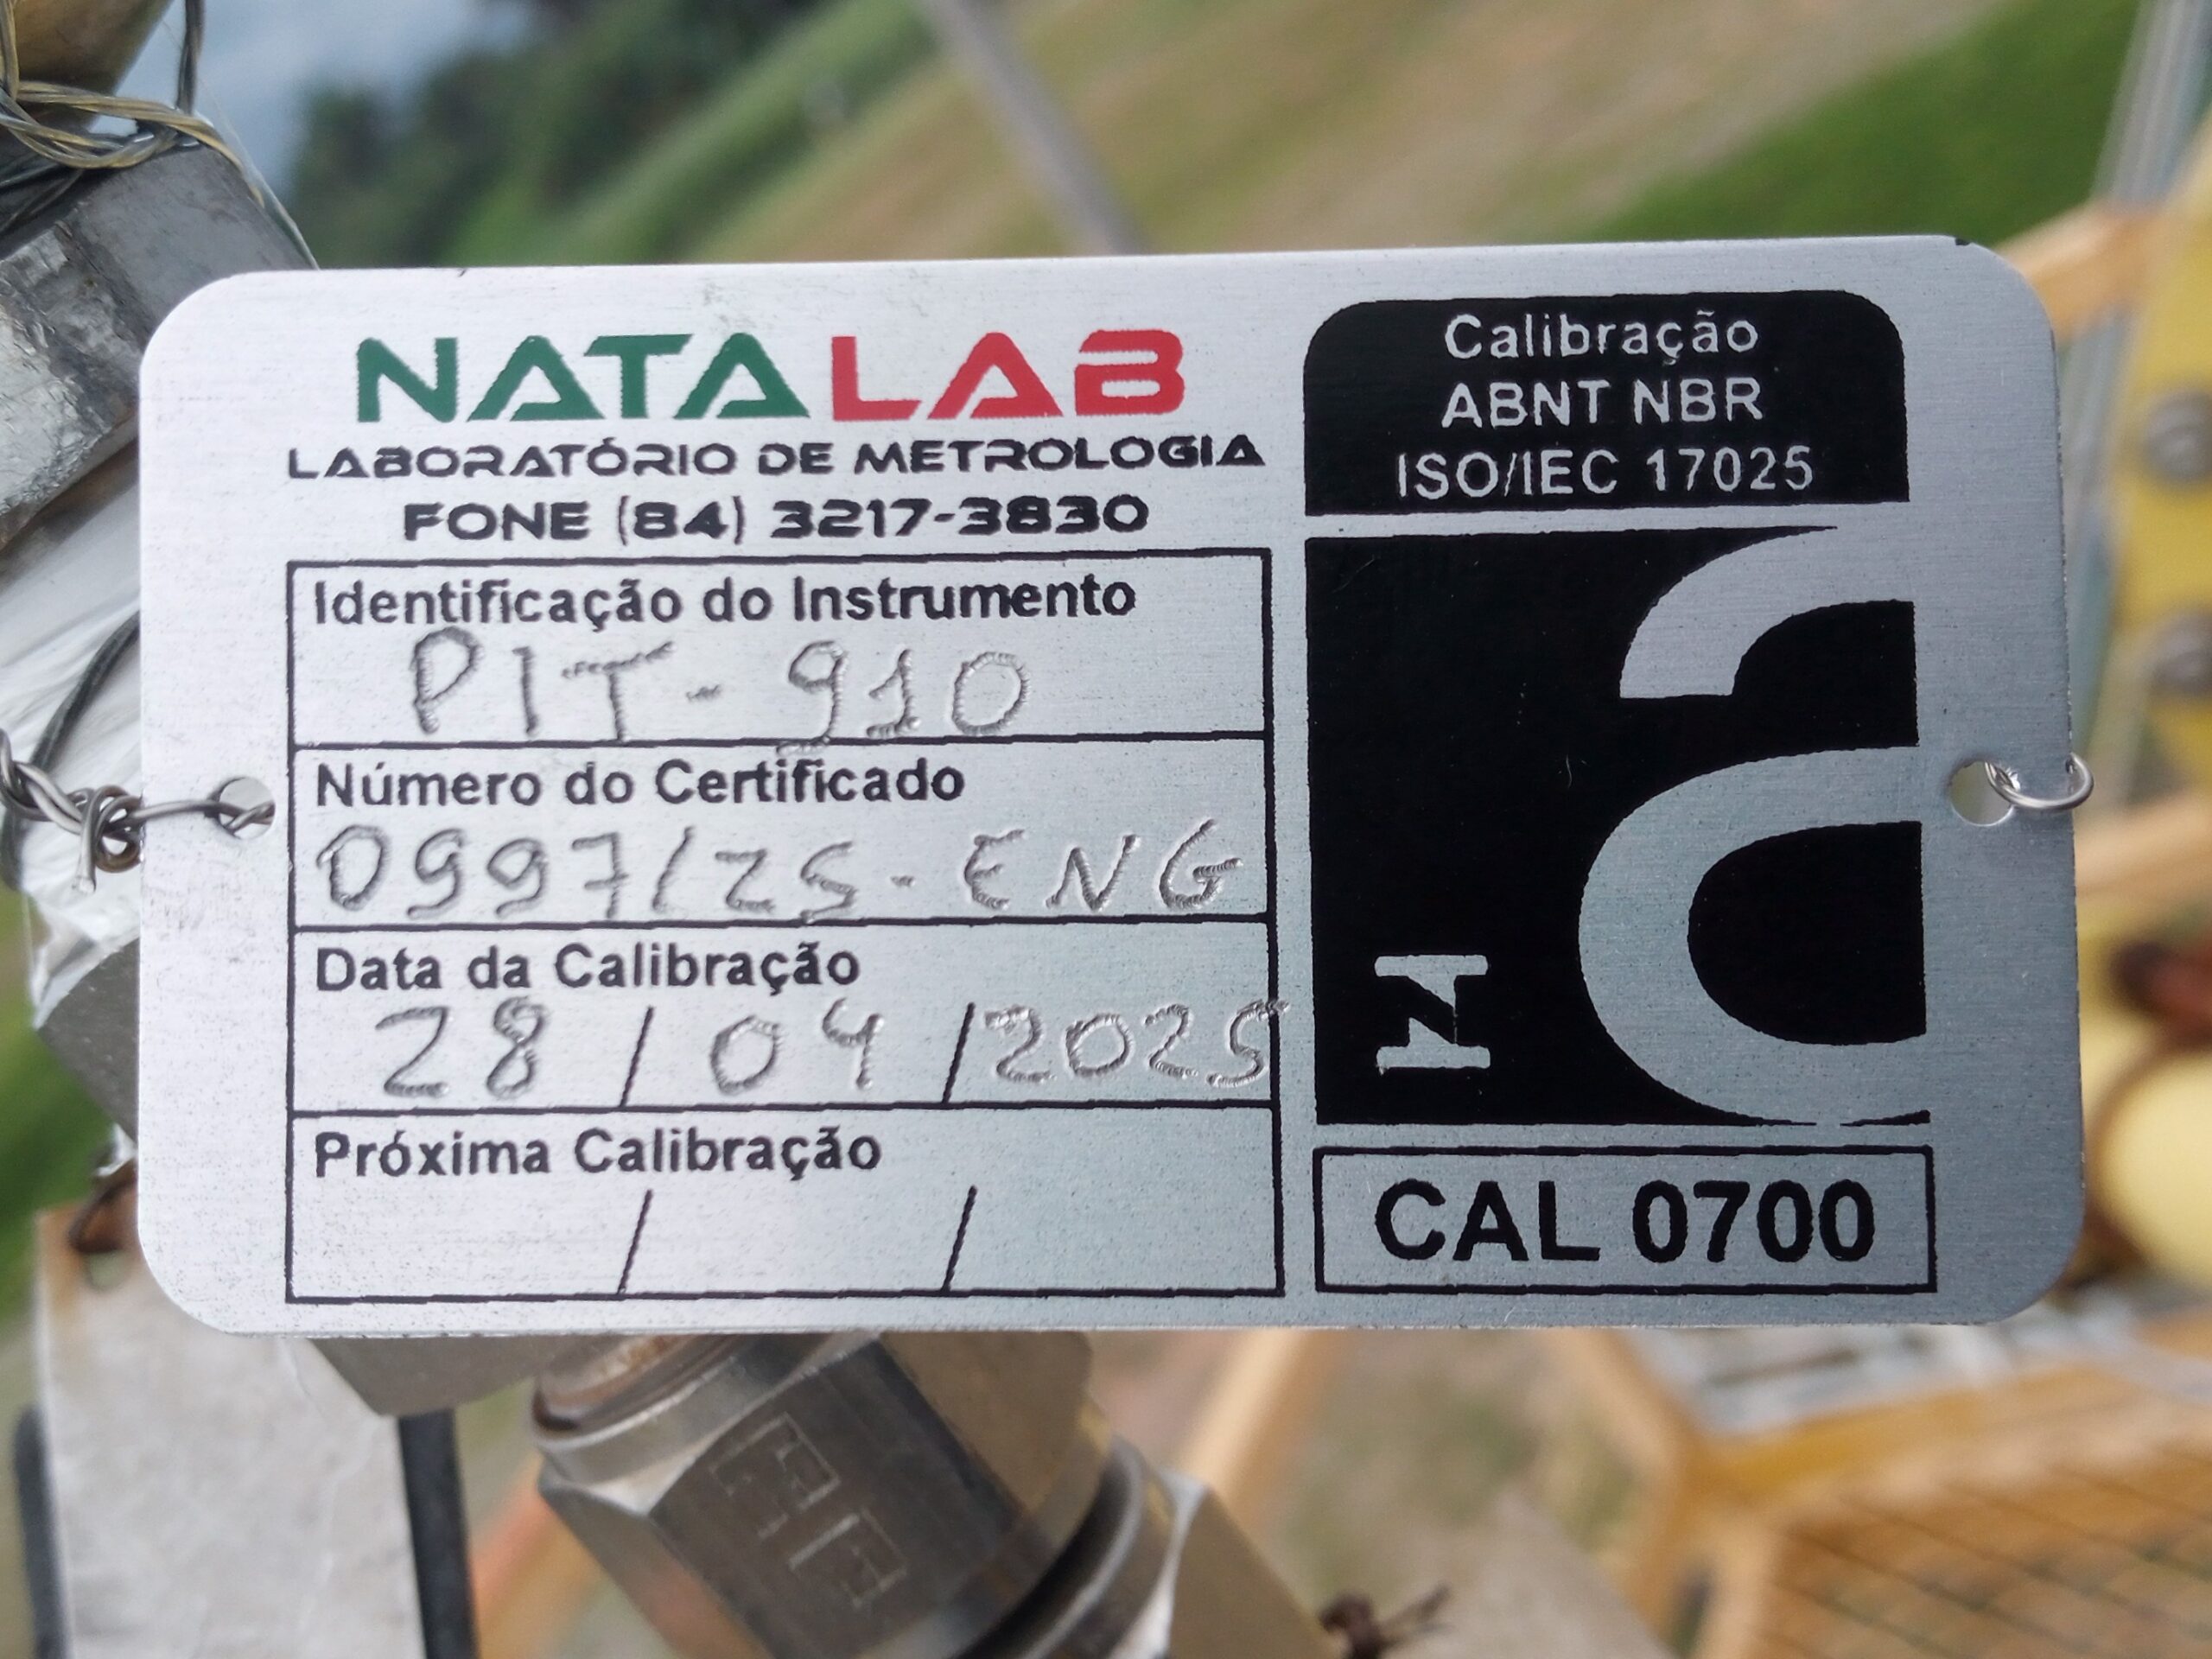 NATALAB
LABORATÓRIO DE METROLOGIA
FONE (84) 3217-3830
Identificação do Instrumento
PIT-910
Número do Certificado
0997/25-ENG
Data da Calibração
28/04/2025
Próxima Calibração
/ /
Calibração
ABNT NBR
ISO/IEC 17025
CAL 0700